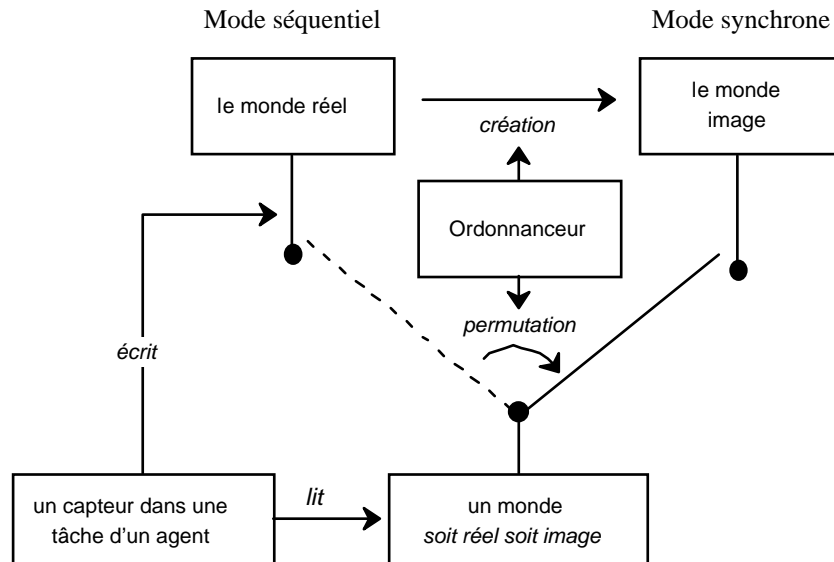 Mode séquentiel
Mode synchrone
le monde réel
création
le monde
image
Ordonnanceur
permutation
écrit
un capteur dans une
tâche d'un agent
lit
un monde
soit réel soit image